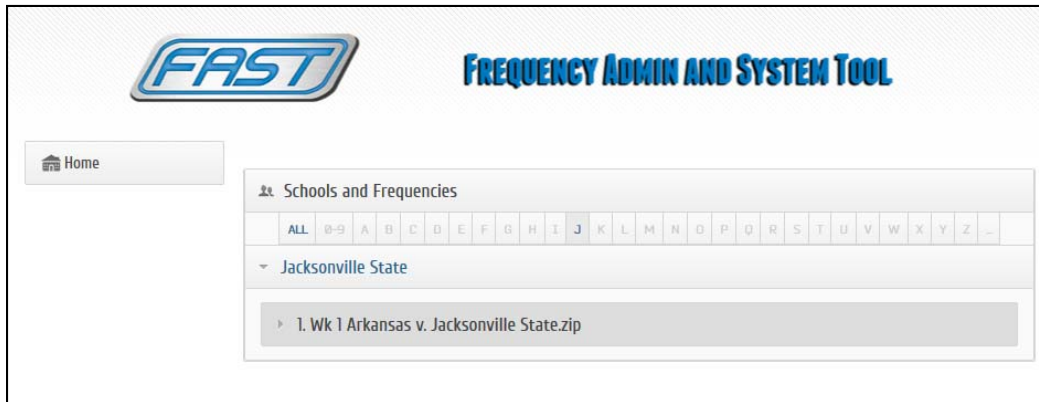 FAST
FREQUENCY ADMIN AND SYSTEM TOOL
Home
Schools and Frequencies
ALL 0-9 A B C D E F G H I J K L M N O P Q R S T U V W X Y Z ...
Jacksonville State
1. Wk 1 Arkansas v. Jacksonville State.zip